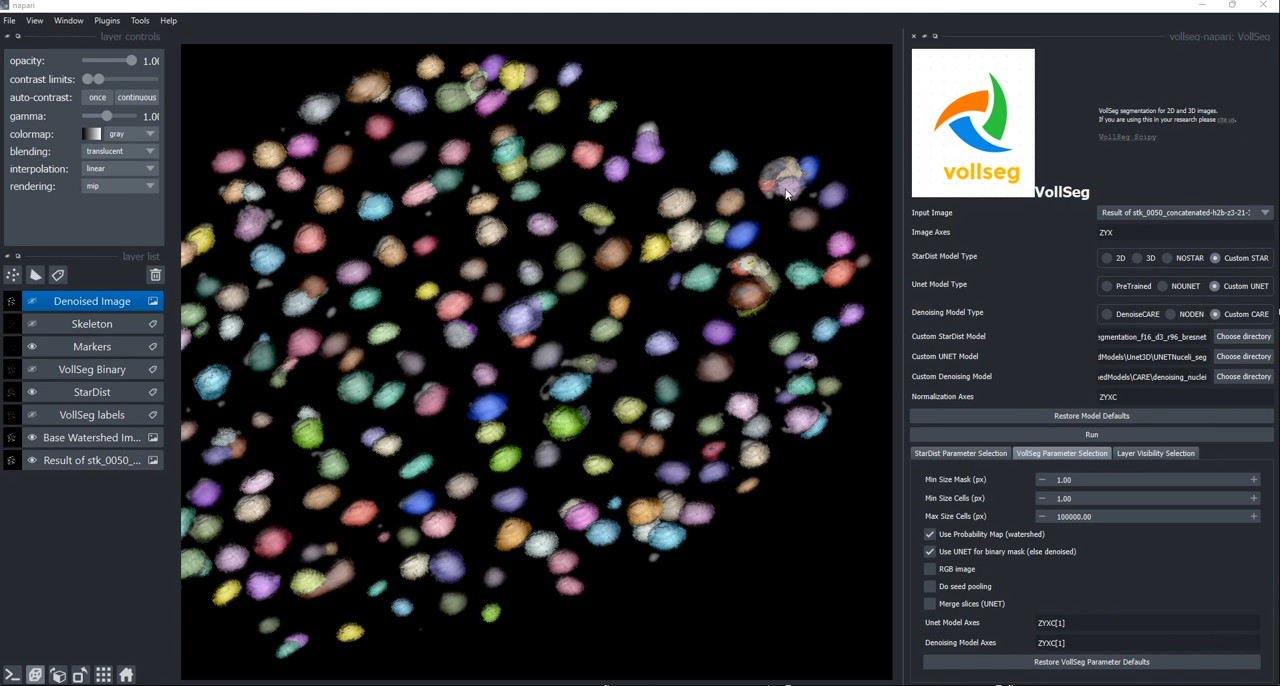 napari
File View Window Plugins Tools Help
layer controls
opacity: 1.00
contrast limits:
auto-contrast: once continuous
gamma: 1.00
colormap: gray
blending: translucent
interpolation: linear
rendering: mip
layer list
Denoised Image
Skeleton
Markers
VollSeg Binary
StarDist
VollSeg labels
Base Watershed Im...
Result of stk_0050_...
vollseg-napari: VollSeg
vollseg
VollSeg
VollSeg segmentation for 2D and 3D images.
If you are using this in your research please cite us.
VollSeg Scipy
Input Image Result of stk_0050_concatenated-h2b-z3-21-:
Image Axes ZYX
StarDist Model Type 2D 3D NOSTAR Custom STAR
Unet Model Type PreTrained NOUNET Custom UNET
Denoising Model Type DenoiseCARE NODEN Custom CARE
Custom StarDist Model egmentation_f16_d3_r96_bresnet Choose directory
Custom UNET Model dModels\Unet3D\UNETNuceli_seg Choose directory
Custom Denoising Model edModels\CARE\denoising_nuclei Choose directory
Normalization Axes ZYXC
Restore Model Defaults
Run
StarDist Parameter Selection VollSeg Parameter Selection Layer Visibility Selection
Min Size Mask (px) − 1.00 +
Min Size Cells (px) − 1.00 +
Max Size Cells (px) − 100000.00 +
Use Probability Map (watershed)
Use UNET for binary mask (else denoised)
RGB image
Do seed pooling
Merge slices (UNET)
Unet Model Axes ZYXC[1]
Denoising Model Axes ZYXC[1]
Restore VollSeg Parameter Defaults